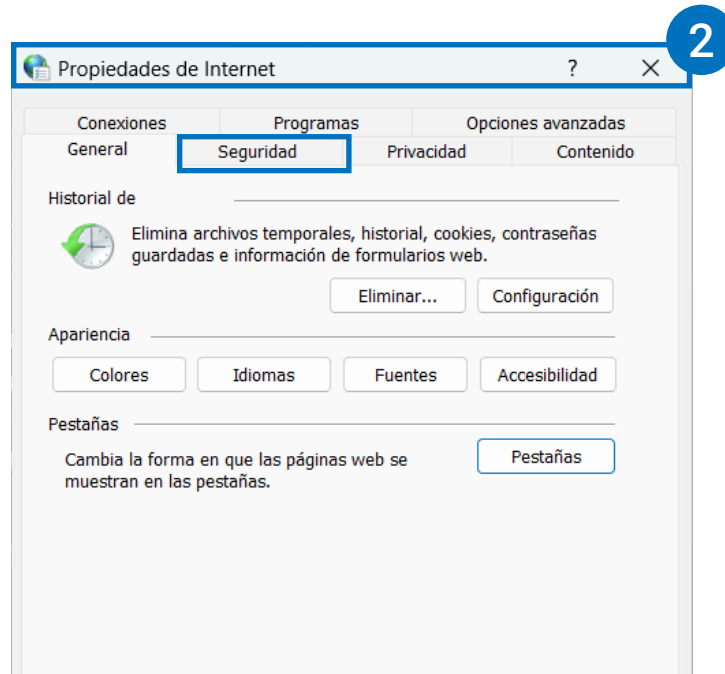 2
Propiedades de Internet
Conexiones Programas Opciones avanzadas
General Seguridad Privacidad Contenido
Historial de
Elimina archivos temporales, historial, cookies, contraseñas
guardadas e información de formularios web.
Eliminar... Configuración
Apariencia
Colores Idiomas Fuentes Accesibilidad
Pestañas
Cambia la forma en que las páginas web se
muestran en las pestañas.
Pestañas